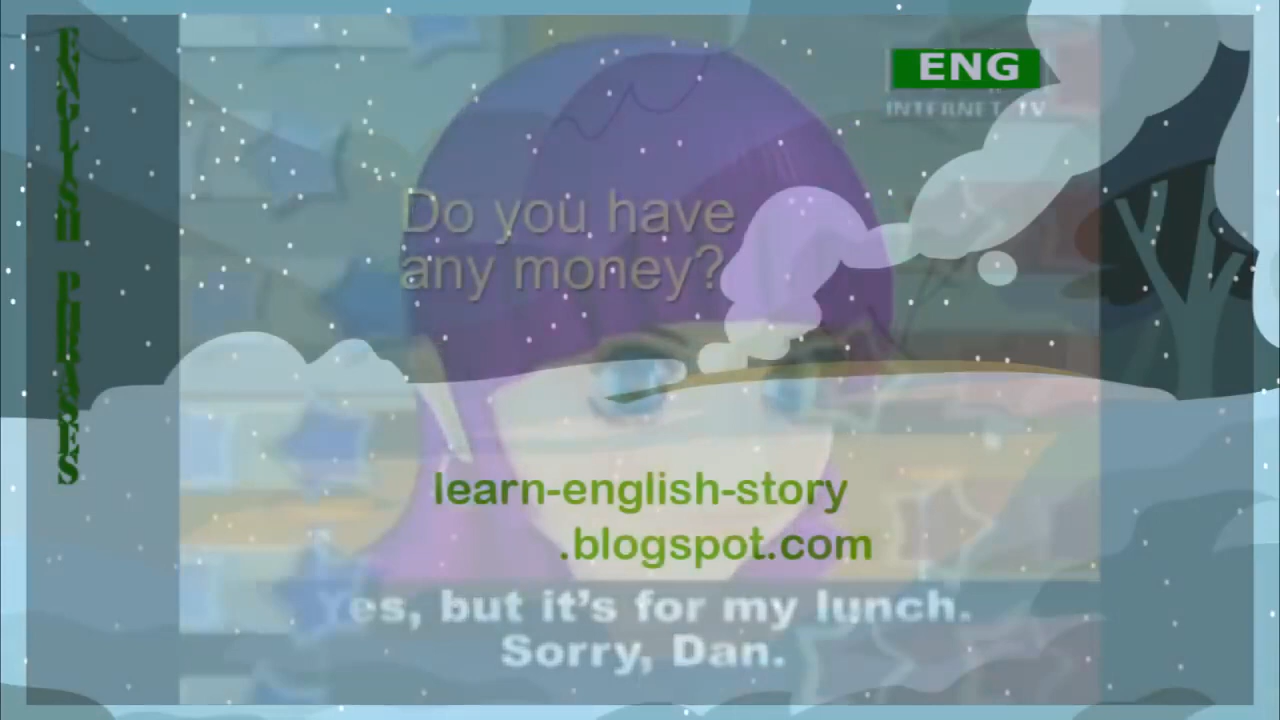 ENGLISH PHRASES
ENG
INTERNET TV
Do you have
any money?
learn-english-story
.blogspot.com
Yes, but it's for my lunch.
Sorry, Dan.